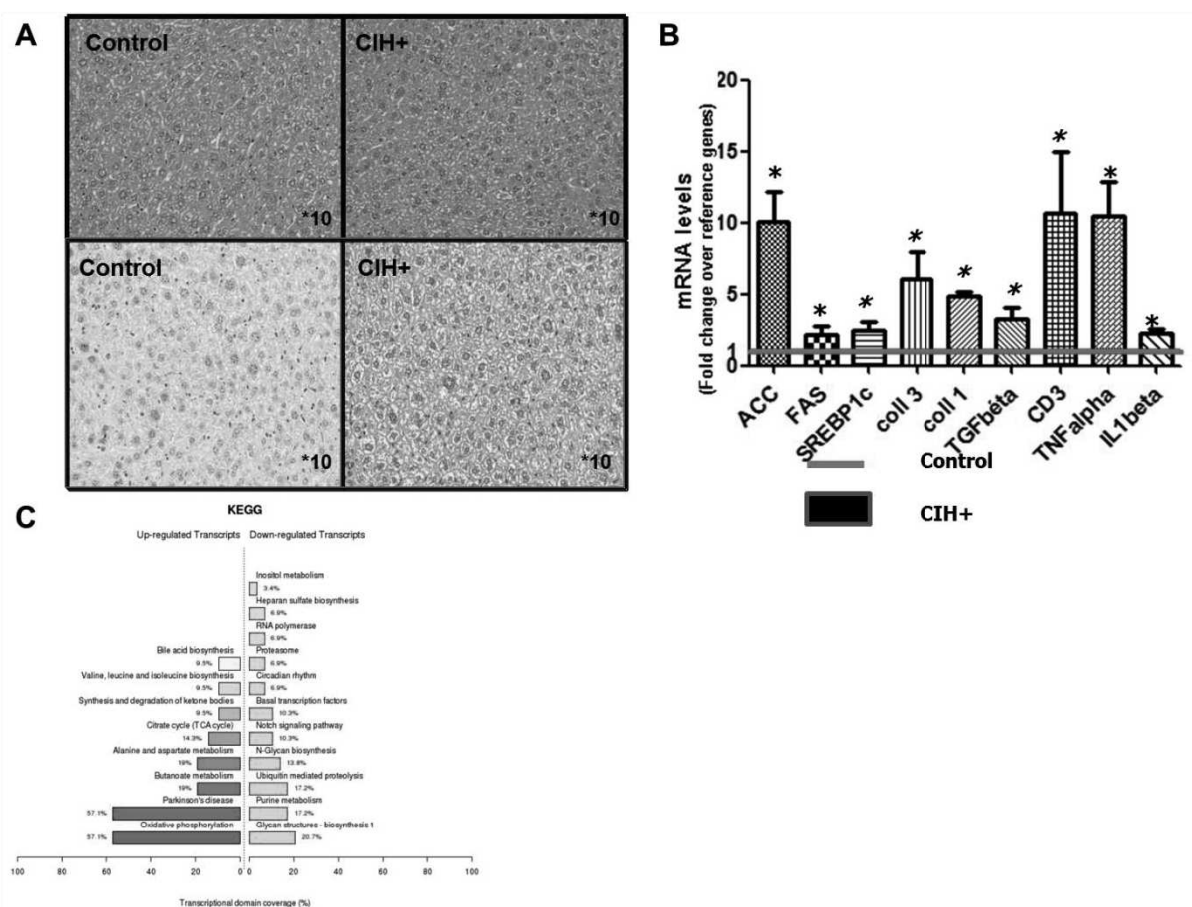 A
Control
CIH+
*10
*10
Control
CIH+
*10
*10
B
mRNA levels
(Fold change over reference genes)
20
15
10
5
1
0
* * * * * * * * *
ACC
FAS
SREBP1c
coll 3
coll 1
TGFbéta
CD3
TNFalpha
IL1beta
Control
CIH+
C
KEGG
Up-regulated Transcripts
Down-regulated Transcripts
Inositol metabolism
3.4%
Heparan sulfate biosynthesis
6.9%
RNA polymerase
6.9%
Bile acid biosynthesis
Proteasome
9.5%
6.9%
Valine, leucine and isoleucine biosynthesis
Circadian rhythm
9.5%
6.9%
Synthesis and degradation of ketone bodies
Basal transcription factors
9.5%
10.3%
Citrate cycle (TCA cycle)
Notch signaling pathway
14.3%
10.3%
Alanine and aspartate metabolism
N-Glycan biosynthesis
19%
13.8%
Butanoate metabolism
Ubiquitin mediated proteolysis
19%
17.2%
Parkinson's disease
Purine metabolism
57.1%
17.2%
Oxidative phosphorylation
Glycan structures - biosynthesis 1
57.1%
20.7%
100 80 60 40 20 0 0 20 40 60 80 100
Transcriptional domain coverage (%)